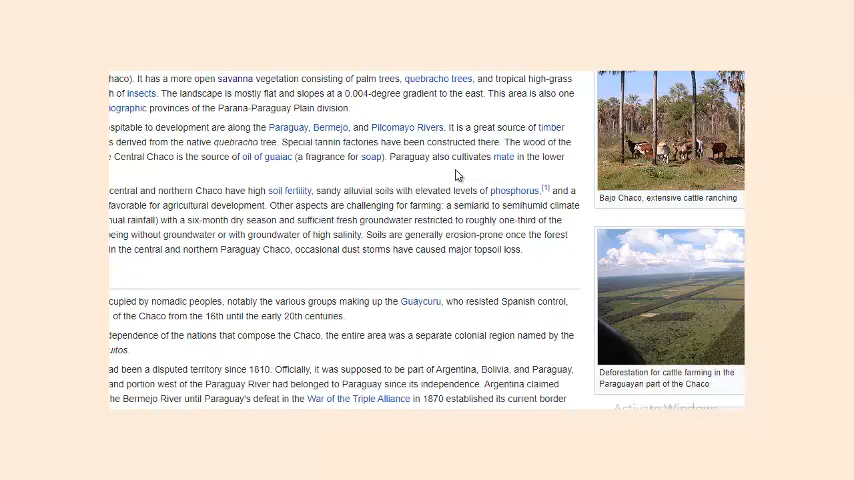 haco). It has a more open savanna vegetation consisting of palm trees, quebracho trees, and tropical high-grass
h of insects. The landscape is mostly flat and slopes at a 0.004-degree gradient to the east. This area is also one
iographic provinces of the Parana-Paraguay Plain division.
ospitable to development are along the Paraguay, Bermejo, and Pilcomayo Rivers. It is a great source of timber
s derived from the native quebracho tree. Special tannin factories have been constructed there. The wood of the
e Central Chaco is the source of oil of guaiac (a fragrance for soap). Paraguay also cultivates mate in the lower
central and northern Chaco have high soil fertility, sandy alluvial soils with elevated levels of phosphorus,[1] and a
favorable for agricultural development. Other aspects are challenging for farming: a semiarid to semihumid climate
nual rainfall) with a six-month dry season and sufficient fresh groundwater restricted to roughly one-third of the
being without groundwater or with groundwater of high salinity. Soils are generally erosion-prone once the forest
In the central and northern Paraguay Chaco, occasional dust storms have caused major topsoil loss.
ccupied by nomadic peoples, notably the various groups making up the Guaycuru, who resisted Spanish control,
of the Chaco from the 16th until the early 20th centuries.
dependence of the nations that compose the Chaco, the entire area was a separate colonial region named by the
uitos.
ad been a disputed territory since 1810. Officially, it was supposed to be part of Argentina, Bolivia, and Paraguay,
and portion west of the Paraguay River had belonged to Paraguay since its independence. Argentina claimed
he Bermejo River until Paraguay's defeat in the War of the Triple Alliance in 1870 established its current border
Bajo Chaco, extensive cattle ranching
Deforestation for cattle farming in the
Paraguayan part of the Chaco
Activate Windows